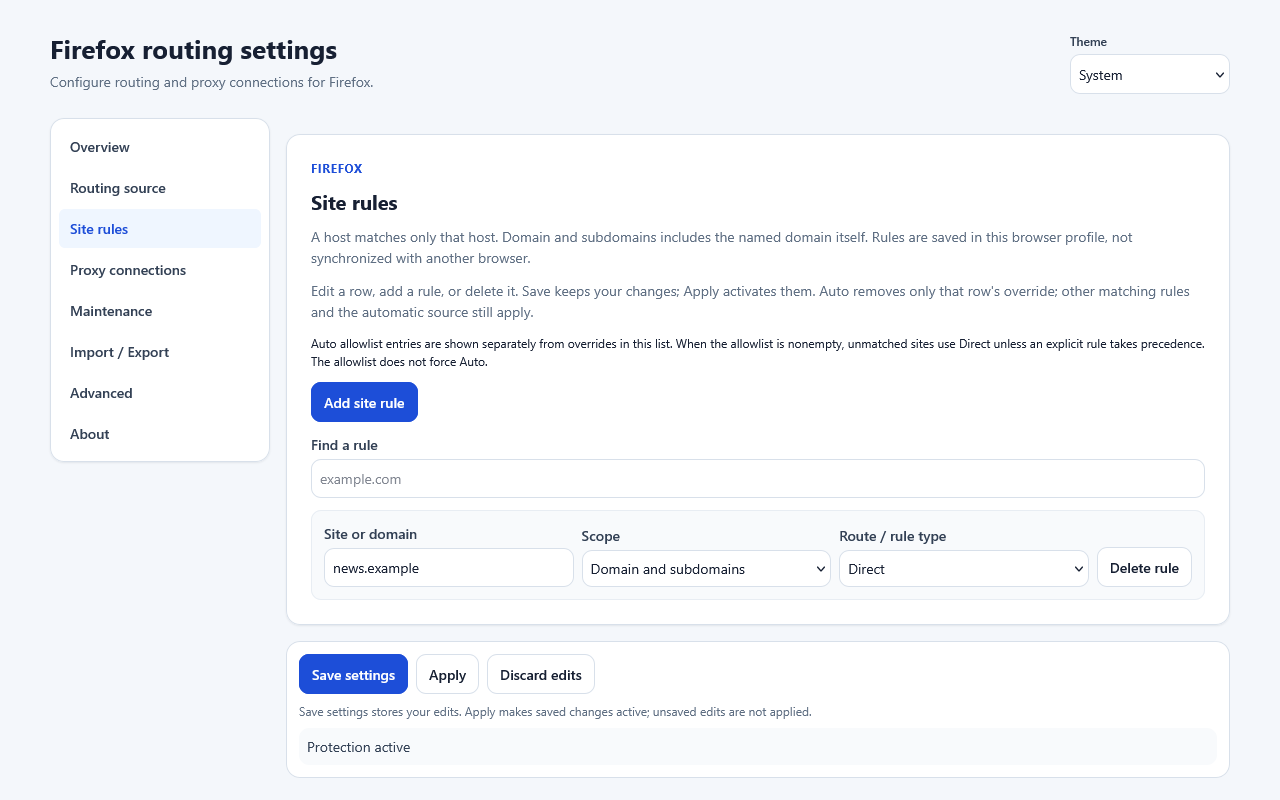 Firefox routing settings
Configure routing and proxy connections for Firefox.
Theme
System
Overview
Routing source
Site rules
Proxy connections
Maintenance
Import / Export
Advanced
About
FIREFOX
Site rules
A host matches only that host. Domain and subdomains includes the named domain itself. Rules are saved in this browser profile, not
synchronized with another browser.
Edit a row, add a rule, or delete it. Save keeps your changes; Apply activates them. Auto removes only that row's override; other matching rules
and the automatic source still apply.
Auto allowlist entries are shown separately from overrides in this list. When the allowlist is nonempty, unmatched sites use Direct unless an explicit rule takes precedence.
The allowlist does not force Auto.
Add site rule
Find a rule
example.com
Site or domain
news.example
Scope
Domain and subdomains
Route / rule type
Direct
Delete rule
Save settings
Apply
Discard edits
Save settings stores your edits. Apply makes saved changes active; unsaved edits are not applied.
Protection active